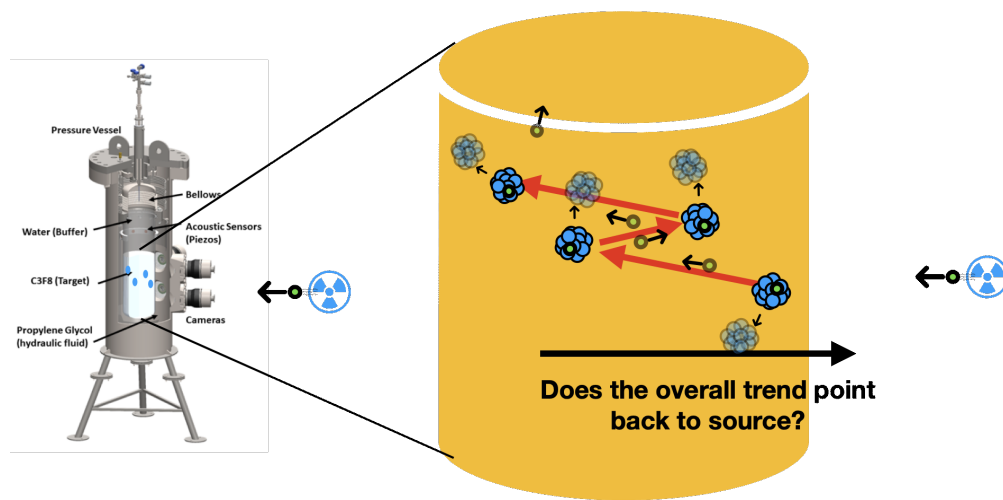 Pressure Vessel
Bellows
Water (Buffer)
Acoustic Sensors
(Piezos)
C3F8 (Target)
Propylene Glycol
(hydraulic fluid)
Cameras
Does the overall trend point
back to source?